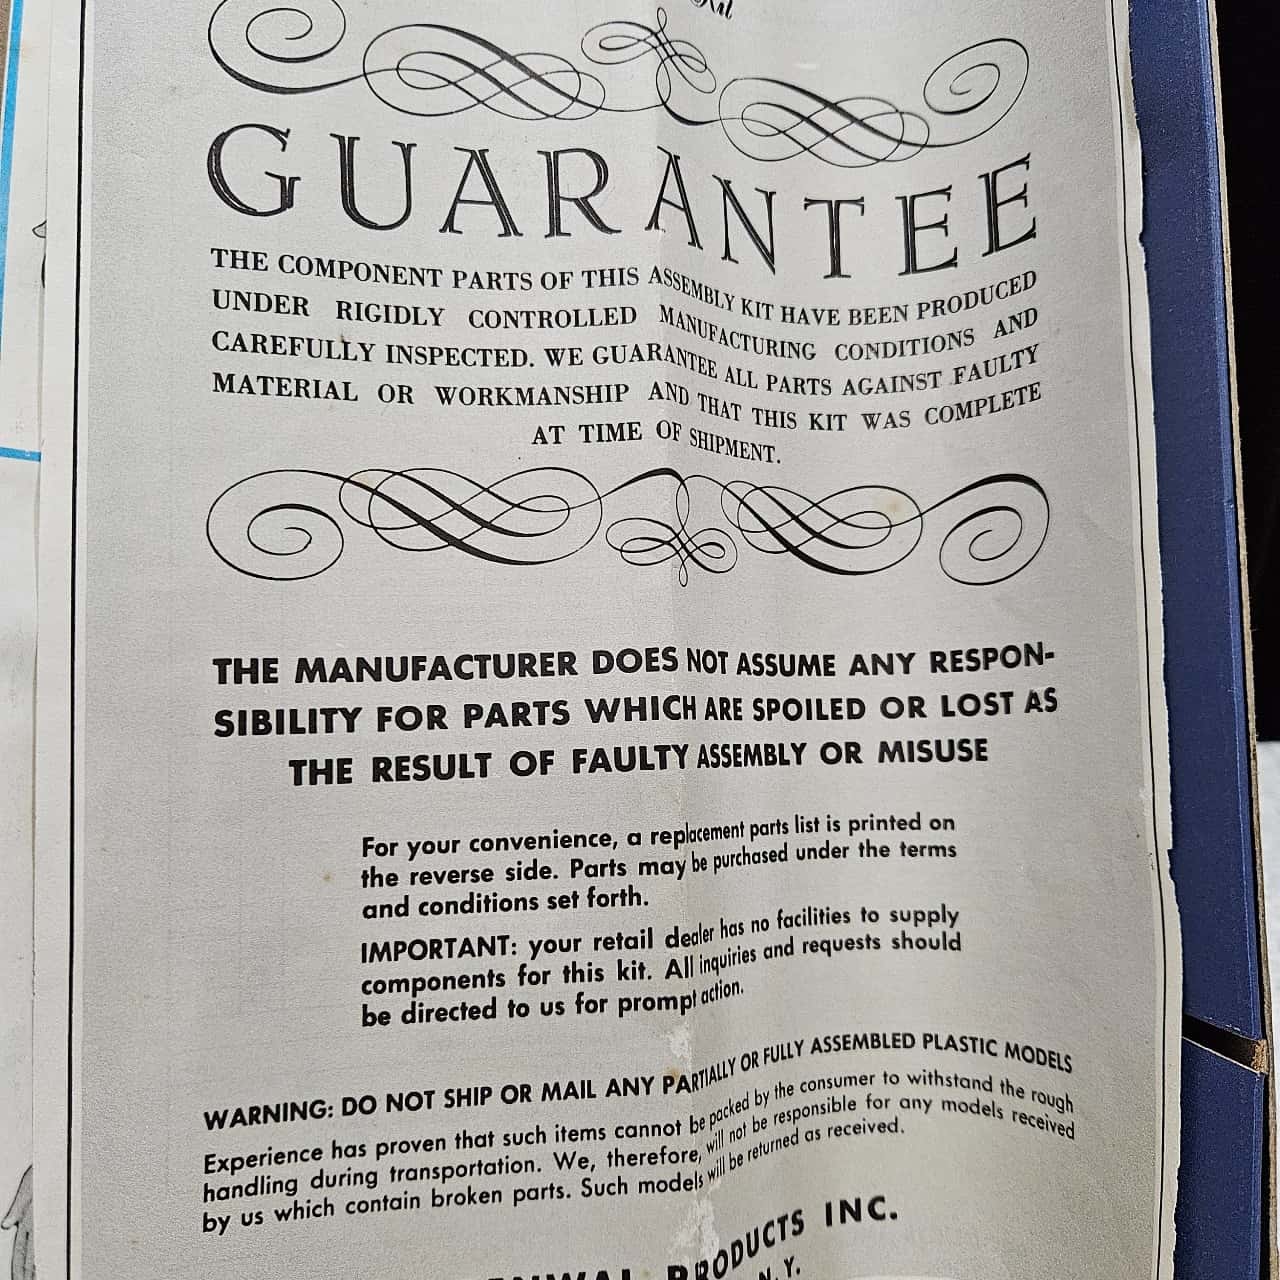 Kit
GUARANTEE
THE COMPONENT PARTS OF THIS ASSEMBLY KIT HAVE BEEN PRODUCED
UNDER RIGIDLY CONTROLLED MANUFACTURING CONDITIONS AND
CAREFULLY INSPECTED. WE GUARANTEE ALL PARTS AGAINST FAULTY
MATERIAL OR WORKMANSHIP AND THAT THIS KIT WAS COMPLETE
AT TIME OF SHIPMENT.
THE MANUFACTURER DOES NOT ASSUME ANY RESPON-
SIBILITY FOR PARTS WHICH ARE SPOILED OR LOST AS
THE RESULT OF FAULTY ASSEMBLY OR MISUSE
For your convenience, a replacement parts list is printed on
the reverse side. Parts may be purchased under the terms
and conditions set forth.
IMPORTANT: your retail dealer has no facilities to supply
components for this kit. All inquiries and requests should
be directed to us for prompt action.
WARNING: DO NOT SHIP OR MAIL ANY PARTIALLY OR FULLY ASSEMBLED PLASTIC MODELS
Experience has proven that such items cannot be packed by the consumer to withstand the rough
handling during transportation. We, therefore, will not be responsible for any models received
by us which contain broken parts. Such models will be returned as received.
PRODUCTS INC.
N.Y.